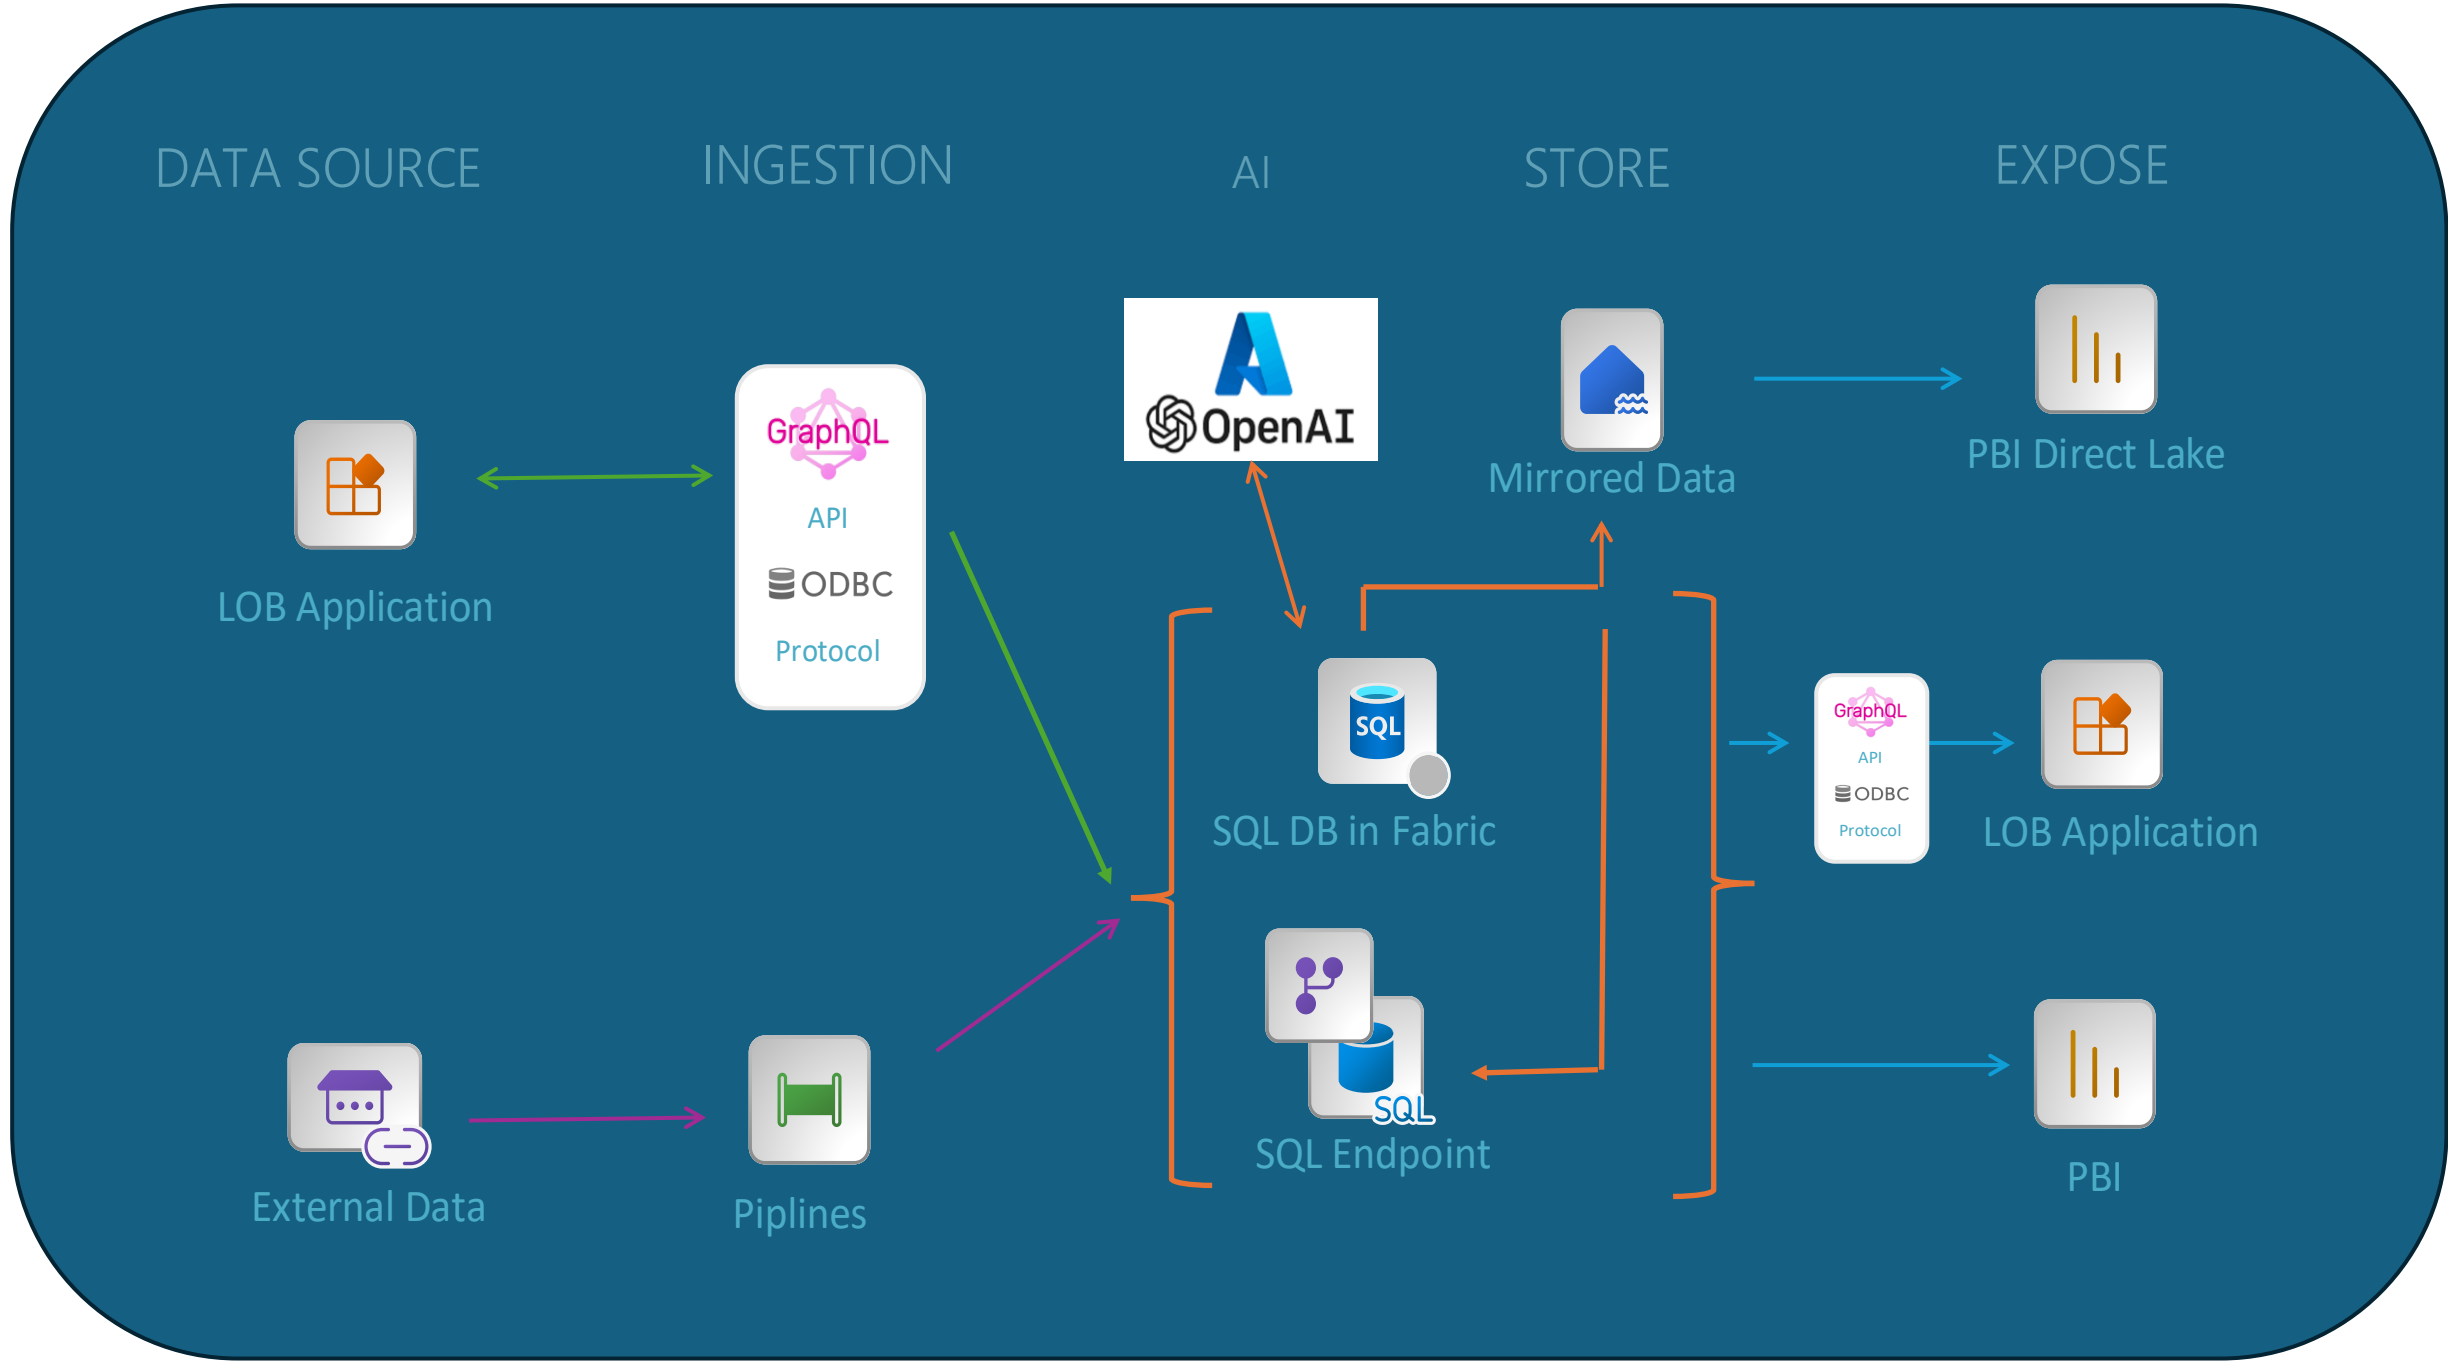 DATA SOURCE
INGESTION
AI
STORE
EXPOSE
LOB Application
GraphQL
API
ODBC
Protocol
OpenAI
Mirrored Data
PBI Direct Lake
SQL
SQL DB in Fabric
GraphQL
API
ODBC
Protocol
LOB Application
External Data
Piplines
SQL
SQL Endpoint
PBI